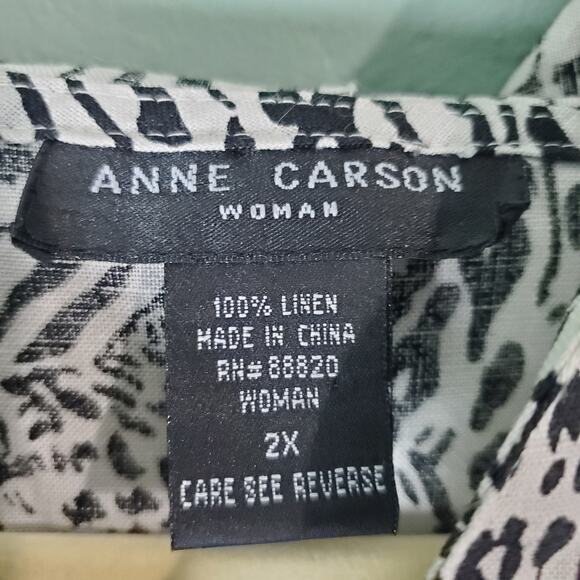 ANNE CARSON
WOMAN
100% LINEN
MADE IN CHINA
RN#88820
WOMAN
2X
CARE SEE REVERSE